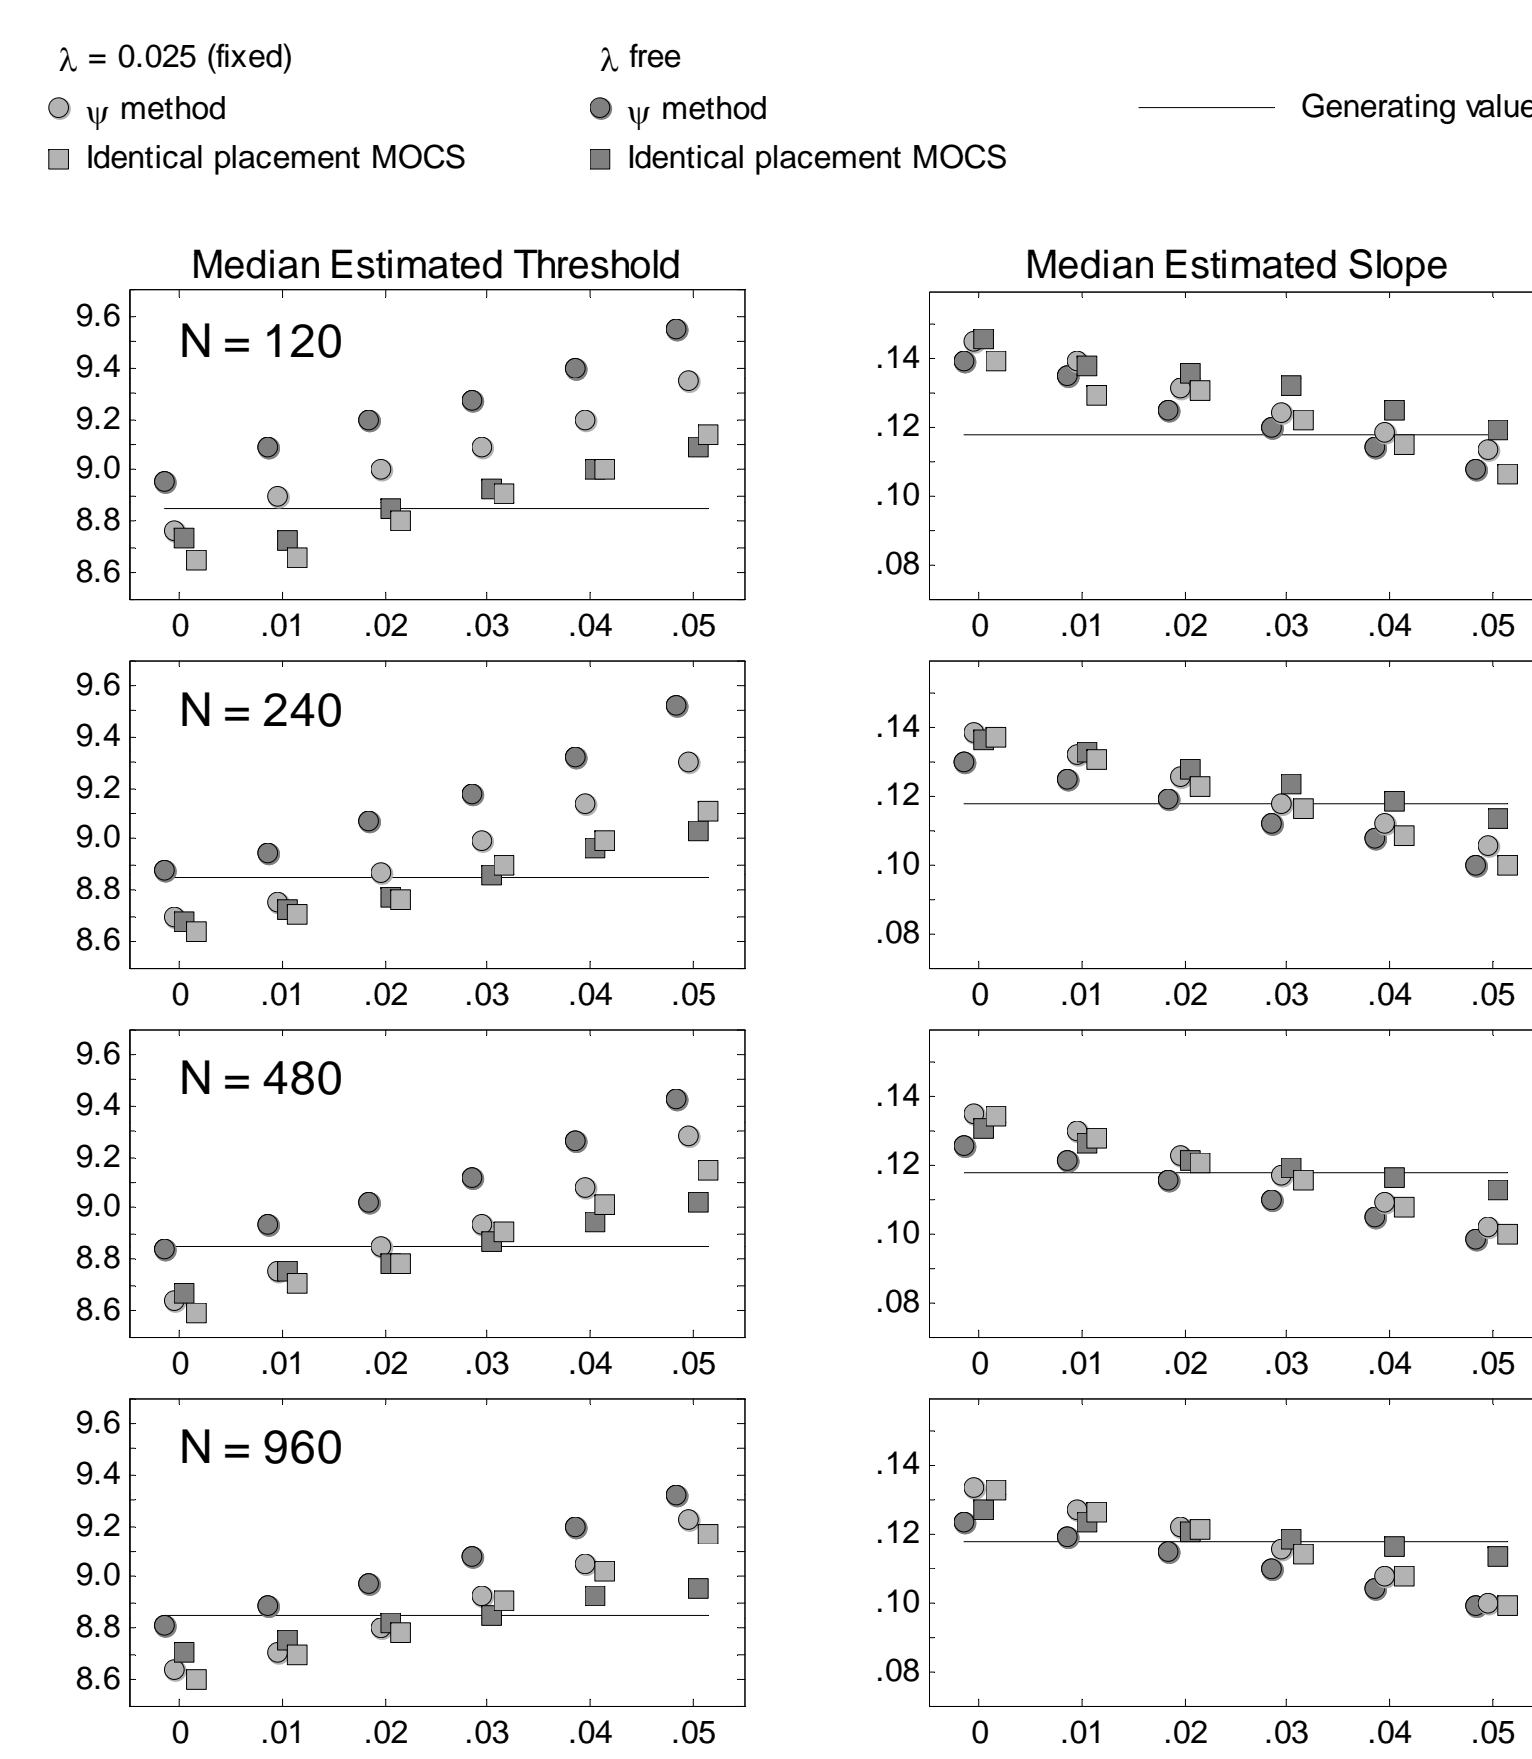 λ = 0.025 (fixed)
λ free
ψ method
ψ method
Generating value
Identical placement MOCS
Identical placement MOCS
Median Estimated Threshold
Median Estimated Slope
N = 120
9.6
9.4
9.2
9.0
8.8
8.6
0 .01 .02 .03 .04 .05
.14
.12
.10
.08
0 .01 .02 .03 .04 .05
N = 240
9.6
9.4
9.2
9.0
8.8
8.6
0 .01 .02 .03 .04 .05
.14
.12
.10
.08
0 .01 .02 .03 .04 .05
N = 480
9.6
9.4
9.2
9.0
8.8
8.6
0 .01 .02 .03 .04 .05
.14
.12
.10
.08
0 .01 .02 .03 .04 .05
N = 960
9.6
9.4
9.2
9.0
8.8
8.6
0 .01 .02 .03 .04 .05
.14
.12
.10
.08
0 .01 .02 .03 .04 .05